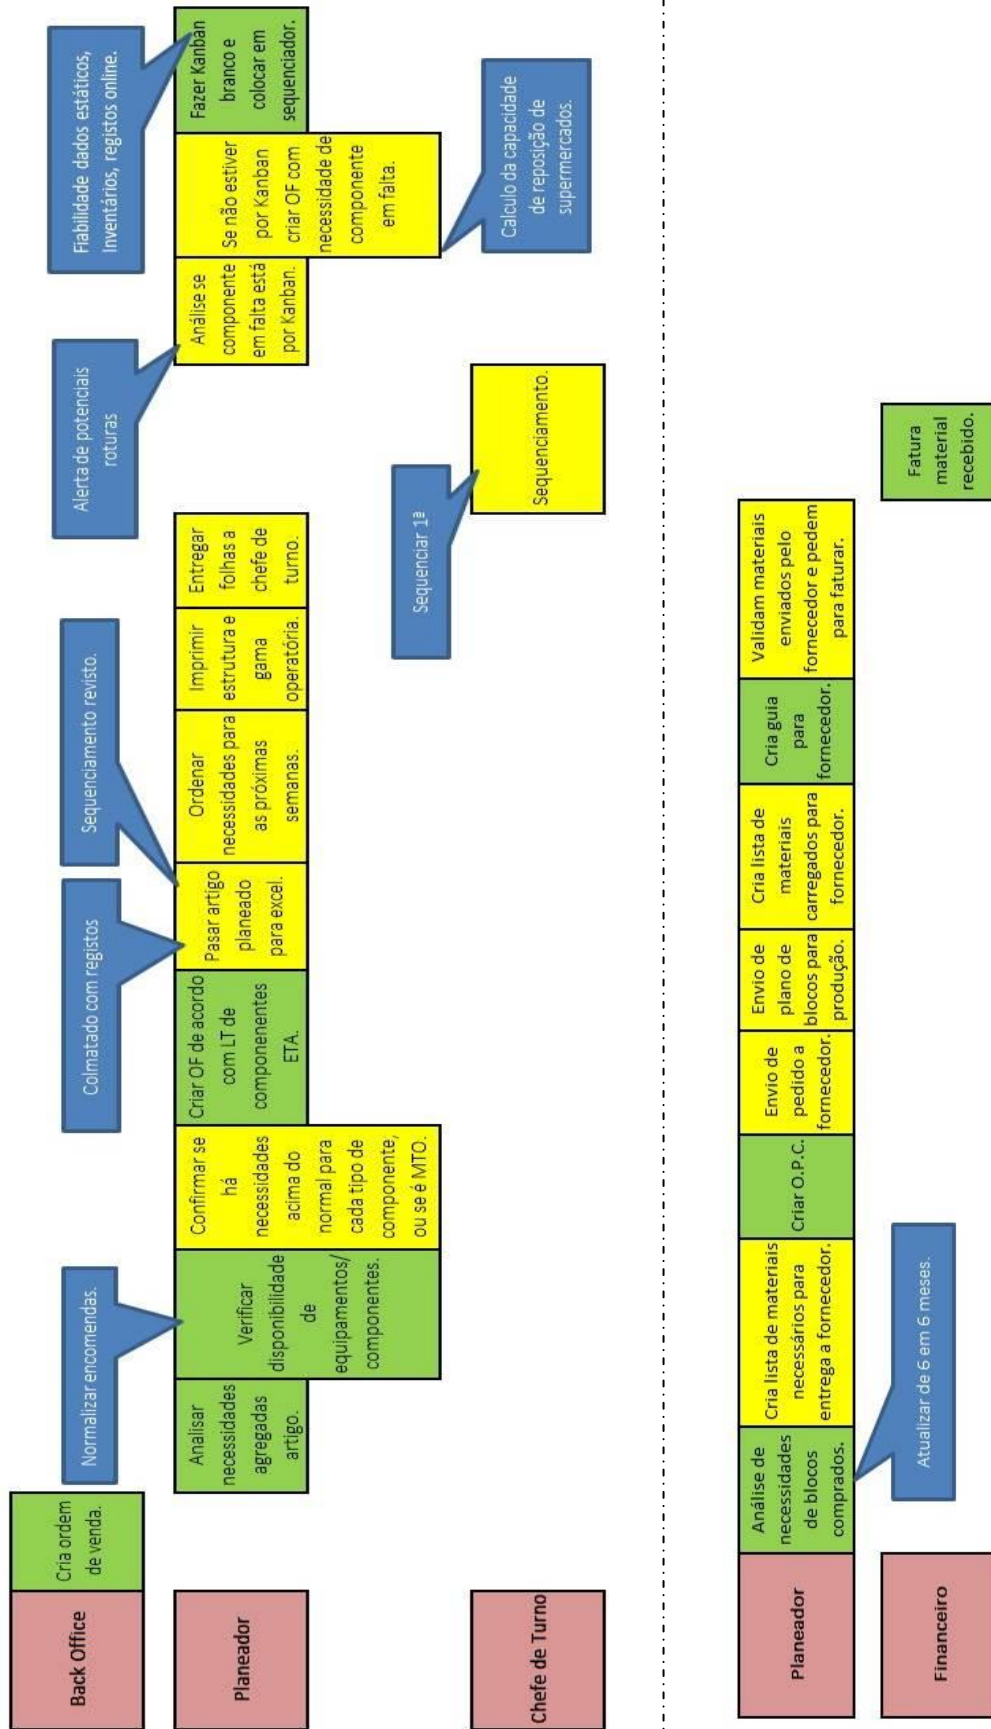 Back Office
Cria ordem
de venda.
Normalizar encomendas.
Colmatado com registos
Sequenciamento revisto.
Alerta de potenciais
roturas
Fiabilidade dados estáticos,
Inventários, registos online.
Planeador
Analisar
necessidades
agregadas
artigo.
Verificar
disponibilidade
de
equipamentos/
componentes.
Confirmar se
há
necessidades
acima do
normal para
cada tipo de
componente,
ou se é MTO.
Criar OF de acordo
com LT de
componenentes
ETA.
Pasar artigo
planeado
para excel.
Ordenar
necessidades para
as próximas
semanas.
Imprimir
estrutura e
gama
operatória.
Entregar
folhas a
chefe de
turno.
Análise se
componente
em falta está
por Kanban.
Se não estiver
por Kanban
criar OF com
necessidade de
componente
em falta.
Fazer Kanban
branco e
colocar em
sequenciador.
Sequenciar 1ª
Calculo da capacidade
de reposição de
supermercados.
Chefe de Turno
Sequenciamento.
Planeador
Análise de
necessidades
de blocos
comprados.
Cria lista de materiais
necessários para
entrega a fornecedor.
Criar O.P.C.
Envio de
pedido a
fornecedor.
Envio de
plano de
blocos para
produção.
Cria lista de
materiais
carregados para
fornecedor.
Cria guia
para
fornecedor.
Validam materiais
enviados pelo
fornecedor e pedem
para faturar.
Financeiro
Atualizar de 6 em 6 meses.
Fatura
material
recebido.